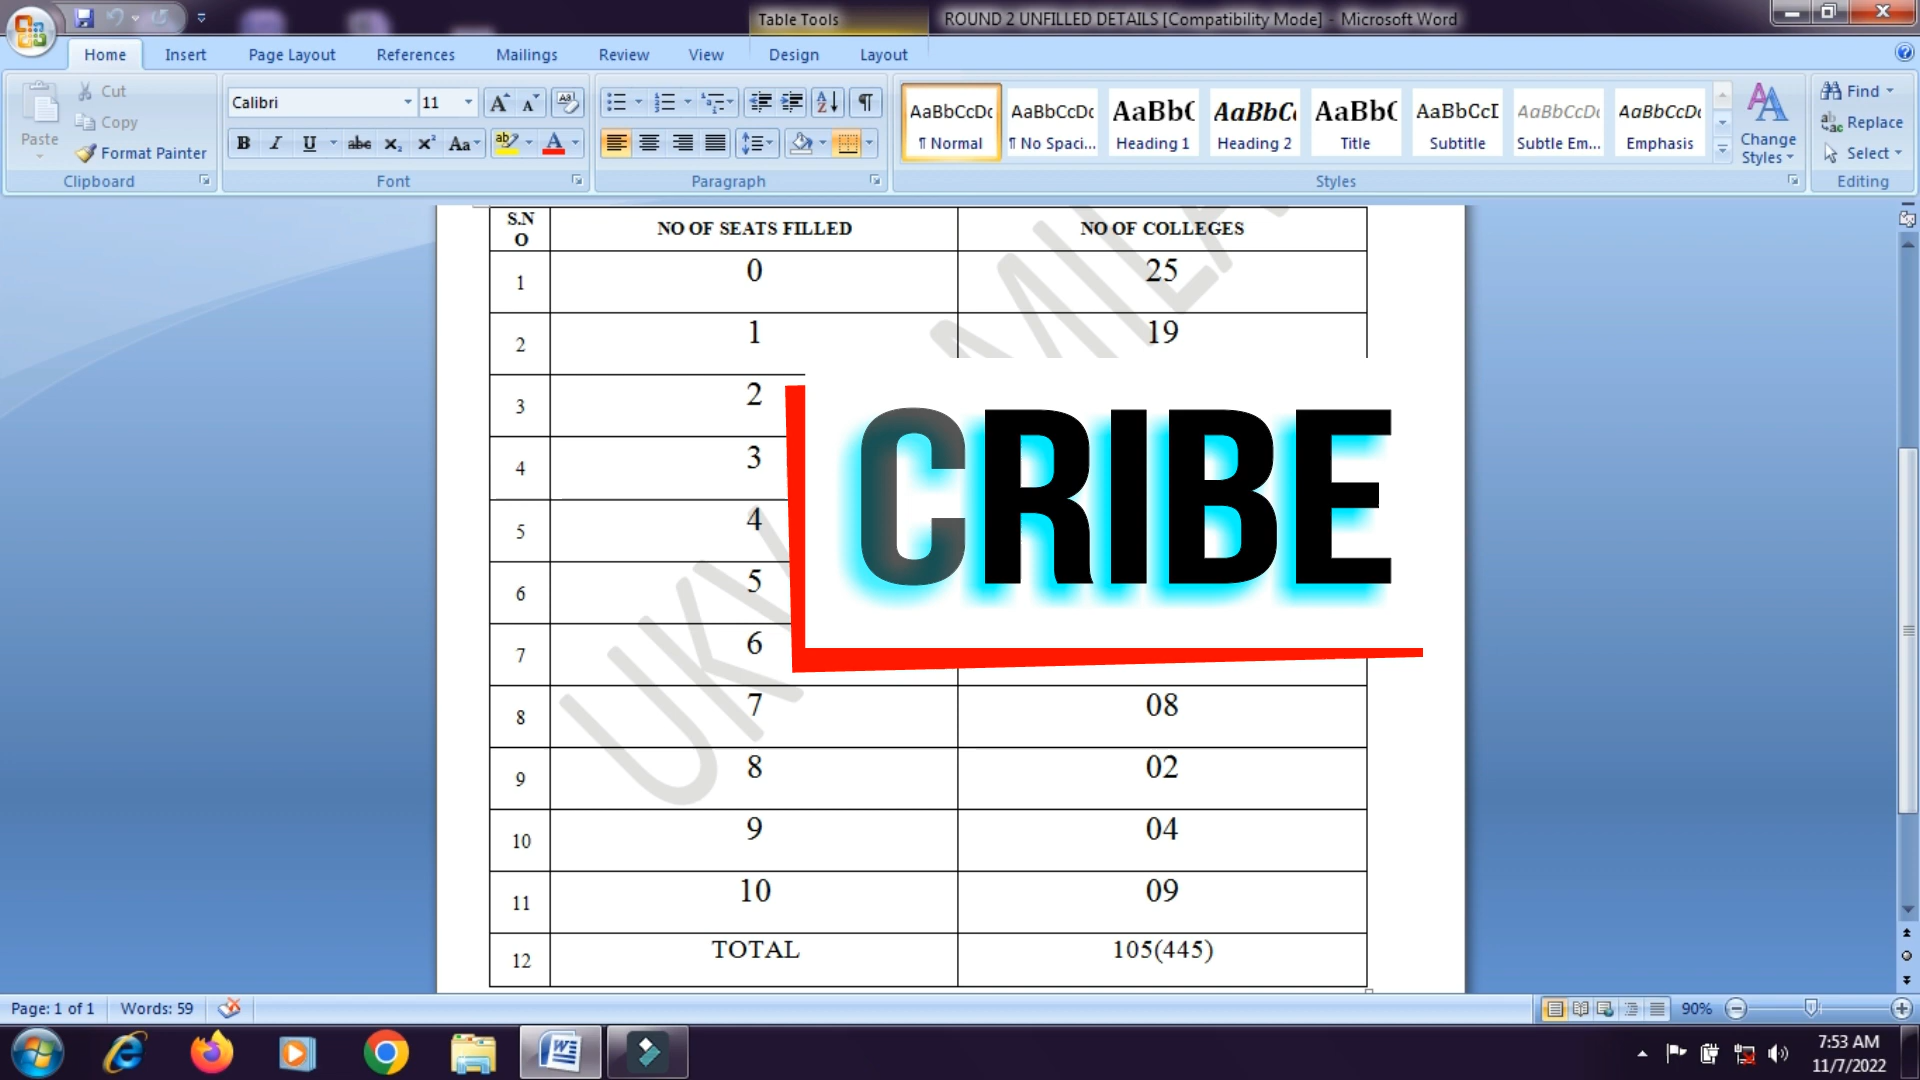 Table Tools
ROUND 2 UNFILLED DETAILS [Compatibility Mode] - Microsoft Word
Home Insert Page Layout References Mailings Review View Design Layout
Paste
Cut
Copy
Format Painter
Clipboard
Calibri 11
Font
Paragraph
AaBbCcDc AaBbCcDc AaBbC AaBbC AaBbC AaBbCcI AaBbCcDc AaBbCcDc
¶ Normal ¶ No Spaci... Heading 1 Heading 2 Title Subtitle Subtle Em... Emphasis
Change Styles
Styles
Find
Replace
Select
Editing
S.NO NO OF SEATS FILLED NO OF COLLEGES
1 0 25
2 1 19
3 2
4 3
5 4
6 5
7 6
8 7 08
9 8 02
10 9 04
11 10 09
12 TOTAL 105(445)
CRIBE
Page: 1 of 1 Words: 59
90%
7:53 AM
11/7/2022